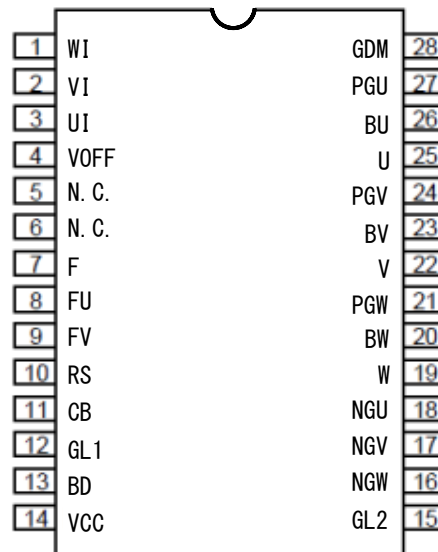 1 WI GDM 28
2 VI PGU 27
3 UI BU 26
4 VOFF U 25
5 N.C. PGV 24
6 N.C. BV 23
7 F V 22
8 FU PGW 21
9 FV BW 20
10 RS W 19
11 CB NGU 18
12 GL1 NGV 17
13 BD NGW 16
14 VCC GL2 15